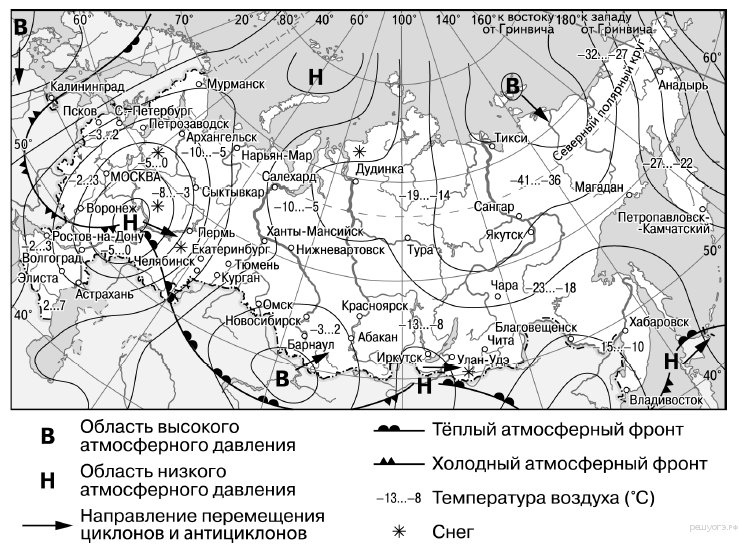 60° 70° 20° 80° 40° 60° 100° 140° 160° к востоку от Гринвича 180° к западу от Гринвича
В
Н
В
–32...–27
60°
Северный полярный круг
Анадырь
Калининград
Мурманск
Псков
С.-Петербург
–3...2
Петрозаводск
Архангельск
–5...0
–10...–5
Нарьян-Мар
Тикси
50°
Дудинка
–27...–22
МОСКВА
–2...3
–8...–3
Сыктывкар
Салехард
–10...–5
–19...–14
–41...–36
Магадан
Воронеж
Н
Сангар
Петропавловск-
Камчатский
Ростов-на-Дону
–2...3
–5...0
Пермь
Ханты-Мансийск
Якутск
Волгоград
Екатеринбург
Нижневартовск
Тура
50°
Челябинск
Тюмень
Элиста
Курган
Чара
–23...–18
Астрахань
–2...7
Омск
Красноярск
40°
Новосибирск
–3...2
–13...–8
Благовещенск
Хабаровск
Барнаул
Абакан
Чита
–15...–10
Иркутск
Улан-Удэ
В
Н
Н
40°
Владивосток
В
Область высокого
атмосферного давления
Н
Область низкого
атмосферного давления
Направление перемещения
циклонов и антициклонов
Тёплый атмосферный фронт
Холодный атмосферный фронт
–13...–8 Температура воздуха (°C)
Снег
решуогэ.рф